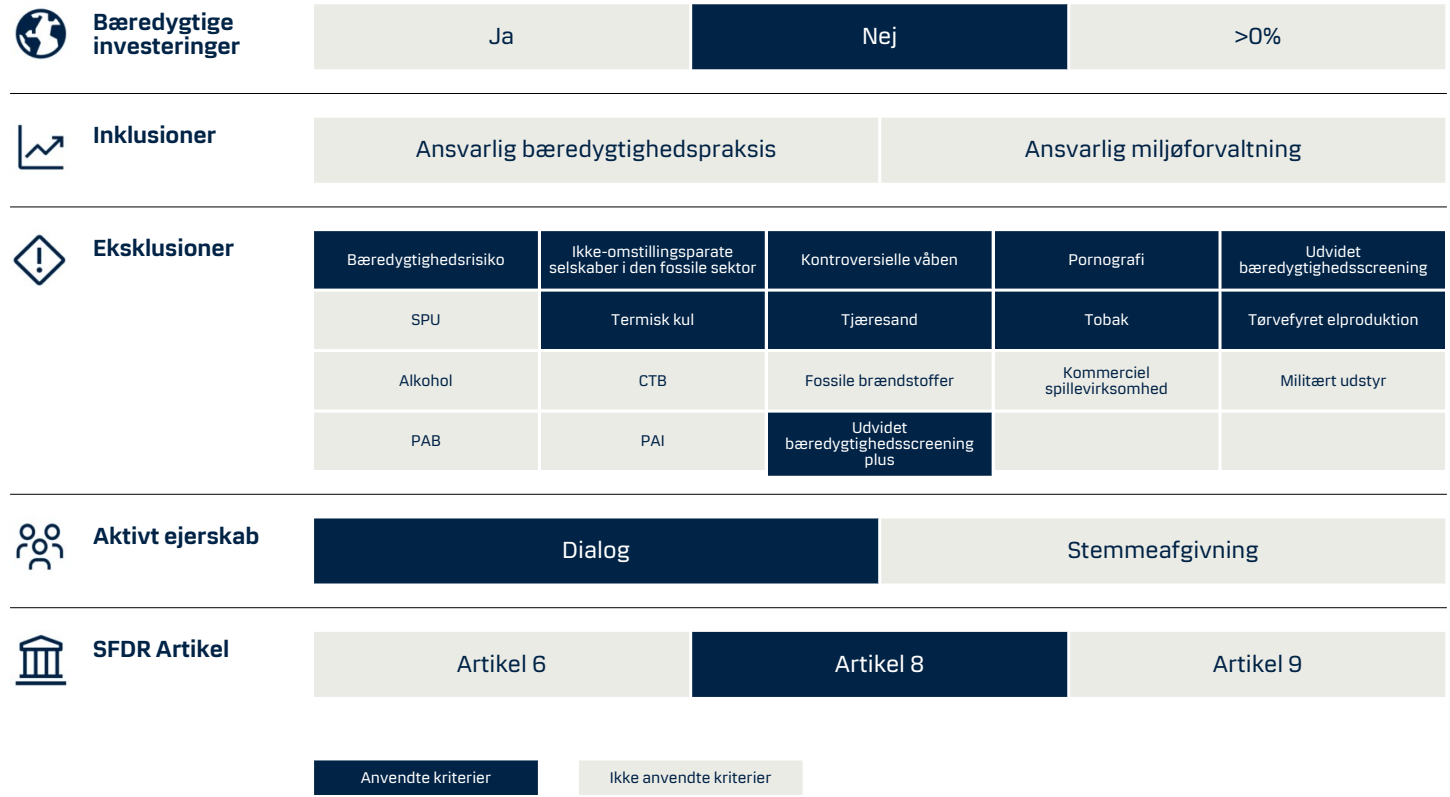 Bæredygtige
investeringer
Ja
Nej
>0%
Inklusioner
Ansvarlig bæredygtighedspraksis
Ansvarlig miljøforvaltning
Eksklusioner
Bæredygtighedsrisiko
Ikke-omstillingsparate
selskaber i den fossile sektor
Kontroversielle våben
Pornografi
Udvidet
bæredygtighedsscreening
SPU
Termisk kul
Tjæresand
Tobak
Tørvefyret elproduktion
Alkohol
CTB
Fossile brændstoffer
Kommerciel
spillevirksomhed
Militært udstyr
PAB
PAI
Udvidet
bæredygtighedsscreening
plus
Aktivt ejerskab
Dialog
Stemmeafgivning
SFDR Artikel
Artikel 6
Artikel 8
Artikel 9
Anvendte kriterier
Ikke anvendte kriterier